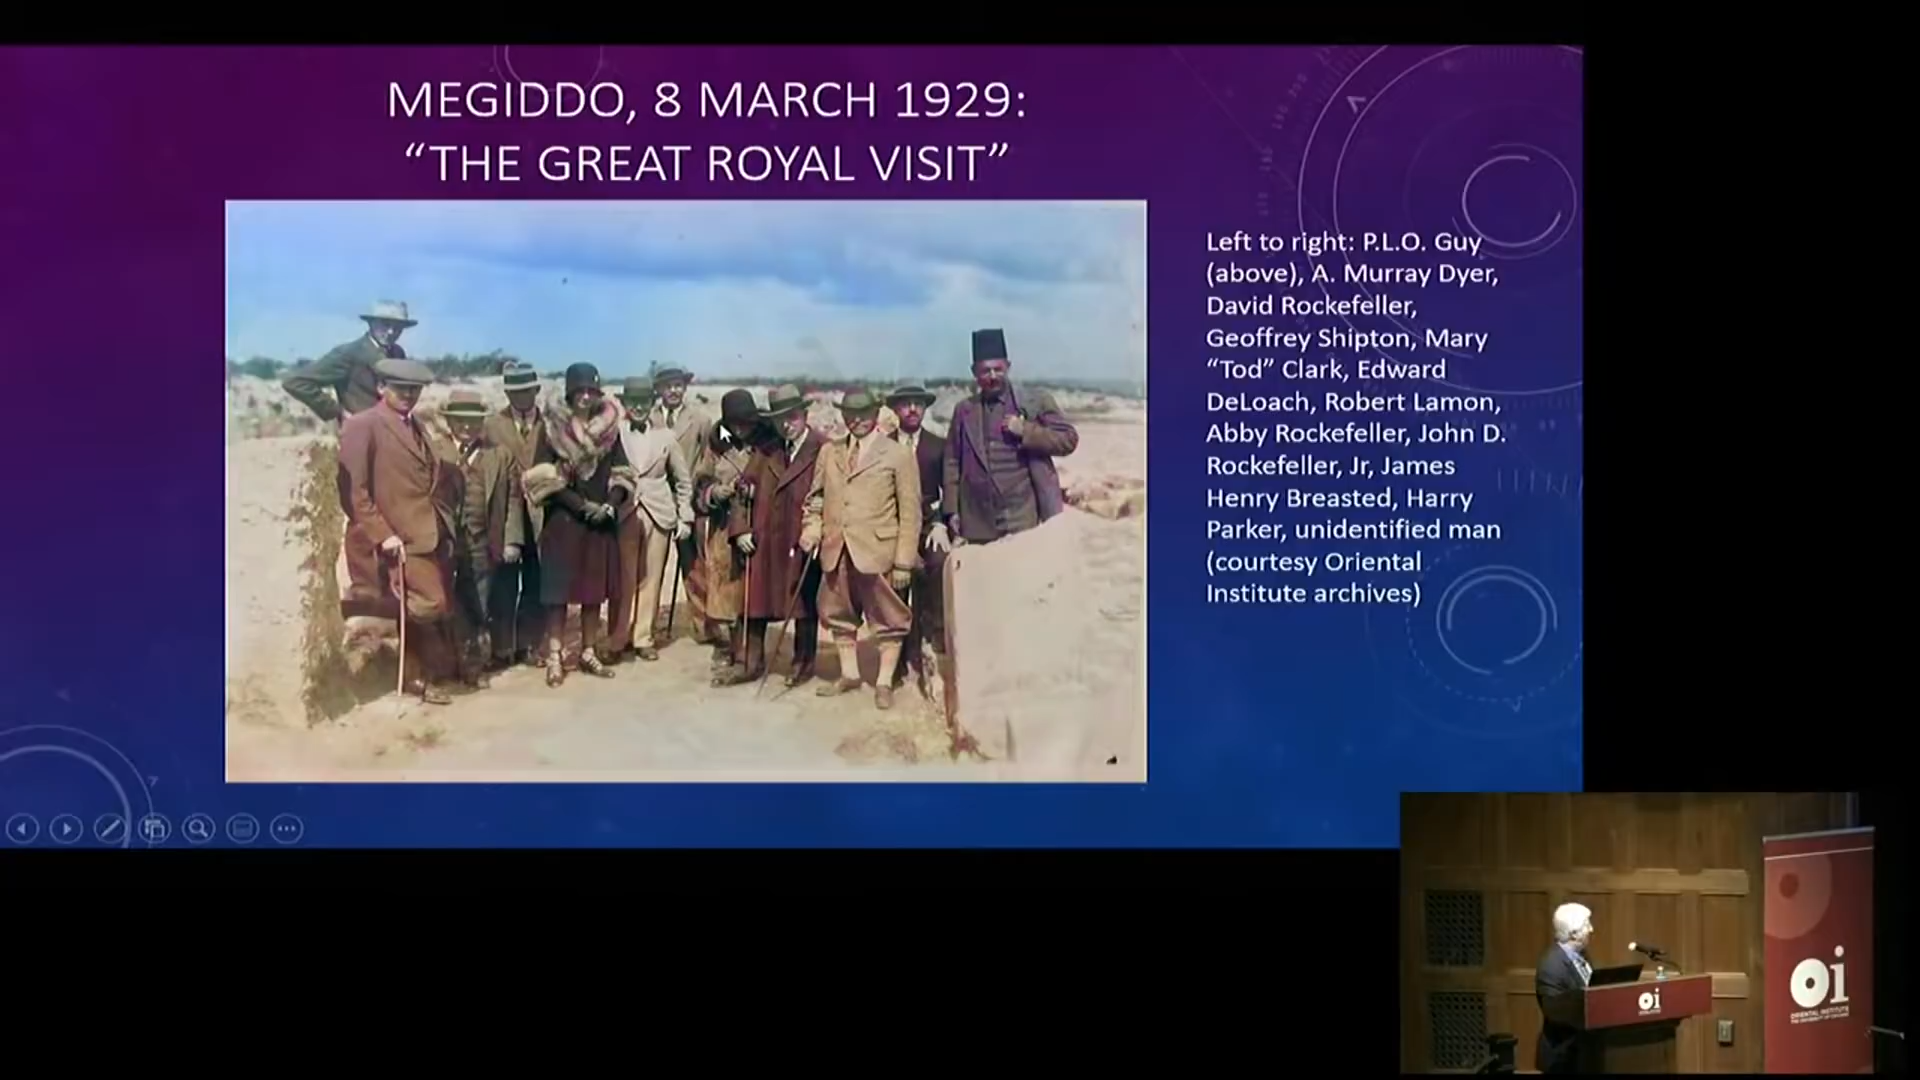 MEGIDDO, 8 MARCH 1929:
“THE GREAT ROYAL VISIT”
Left to right: P.L.O. Guy
(above), A. Murray Dyer,
David Rockefeller,
Geoffrey Shipton, Mary
“Tod” Clark, Edward
DeLoach, Robert Lamon,
Abby Rockefeller, John D.
Rockefeller, Jr, James
Henry Breasted, Harry
Parker, unidentified man
(courtesy Oriental
Institute archives)
oi
oi
ORIENTAL INSTITUTE